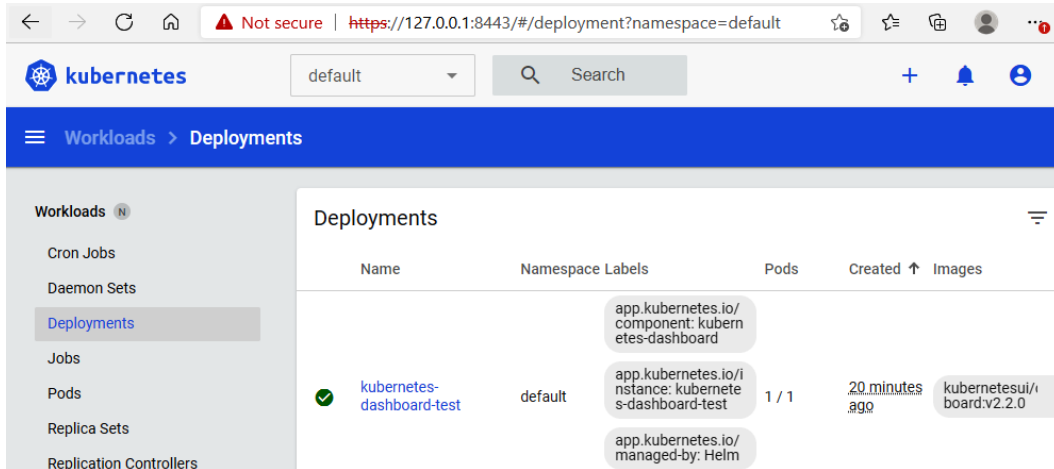 Not secure | https://127.0.0.1:8443/#/deployment?namespace=default
kubernetes
default
Search
Workloads > Deployments
Workloads N
Cron Jobs
Daemon Sets
Deployments
Jobs
Pods
Replica Sets
Replication Controllers
Deployments
Name Namespace Labels Pods Created Images
app.kubernetes.io/
component: kubern
etes-dashboard
app.kubernetes.io/i
nstance: kubernete
s-dashboard-test
app.kubernetes.io/
managed-by: Helm
kubernetes-
dashboard-test
default
1 / 1
20 minutes
ago
kubernetesui/
board:v2.2.0